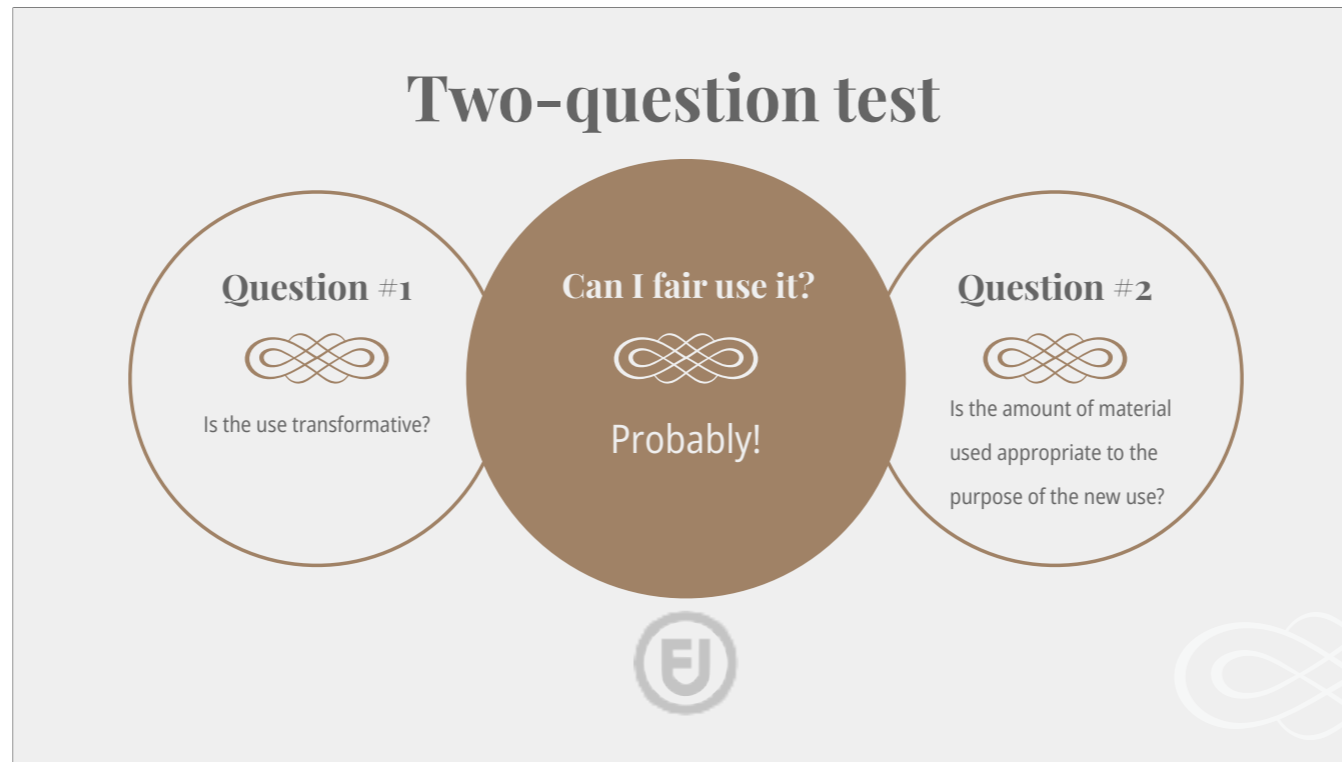 Two-question test
Question #1
Is the use transformative?
Can I fair use it?
Probably!
Question #2
Is the amount of material
used appropriate to the
purpose of the new use?